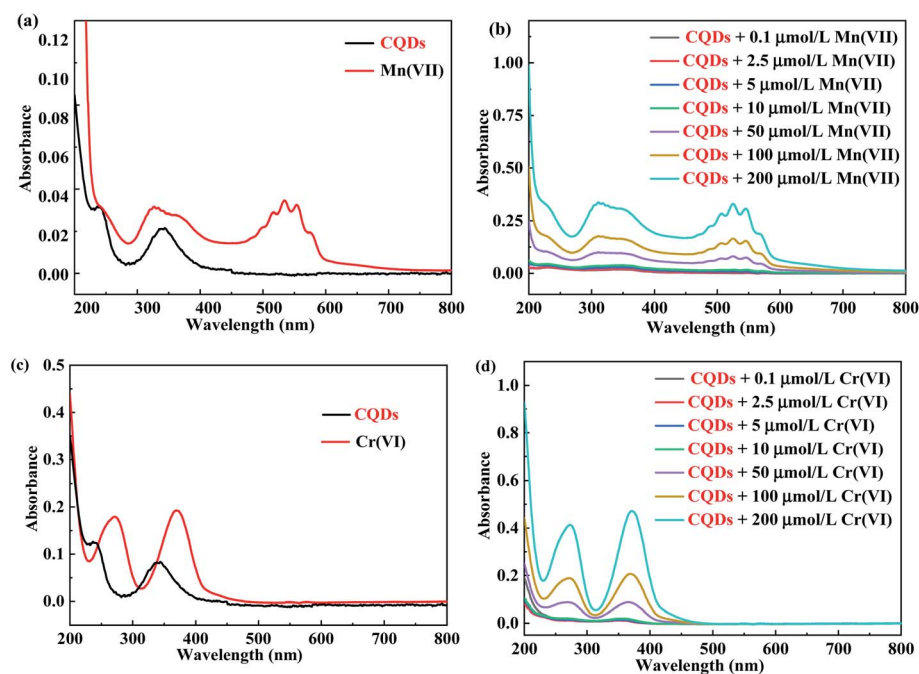 (a)
CQDs
Mn(VII)
0.12
0.10
0.08
0.06
0.04
0.02
0.00
Absorbance
200 300 400 500 600 700 800
Wavelength (nm)
(b)
CQDs + 0.1 μmol/L Mn(VII)
CQDs + 2.5 μmol/L Mn(VII)
CQDs + 5 μmol/L Mn(VII)
CQDs + 10 μmol/L Mn(VII)
CQDs + 50 μmol/L Mn(VII)
CQDs + 100 μmol/L Mn(VII)
CQDs + 200 μmol/L Mn(VII)
1.00
0.75
0.50
0.25
0.00
Absorbance
200 300 400 500 600 700 800
Wavelength (nm)
(c)
CQDs
Cr(VI)
0.5
0.4
0.3
0.2
0.1
0.0
Absorbance
200 300 400 500 600 700 800
Wavelength (nm)
(d)
CQDs + 0.1 μmol/L Cr(VI)
CQDs + 2.5 μmol/L Cr(VI)
CQDs + 5 μmol/L Cr(VI)
CQDs + 10 μmol/L Cr(VI)
CQDs + 50 μmol/L Cr(VI)
CQDs + 100 μmol/L Cr(VI)
CQDs + 200 μmol/L Cr(VI)
1.0
0.8
0.6
0.4
0.2
0.0
Absorbance
200 300 400 500 600 700 800
Wavelength (nm)